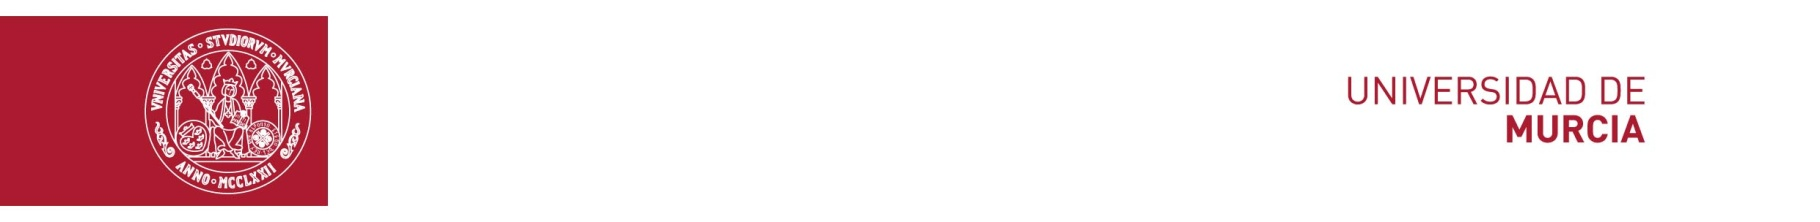 VNIVERSITAS · STVDIORVM · MVRCIANA
ANNO · MCCLXXII
UNIVERSIDAD DE
MURCIA